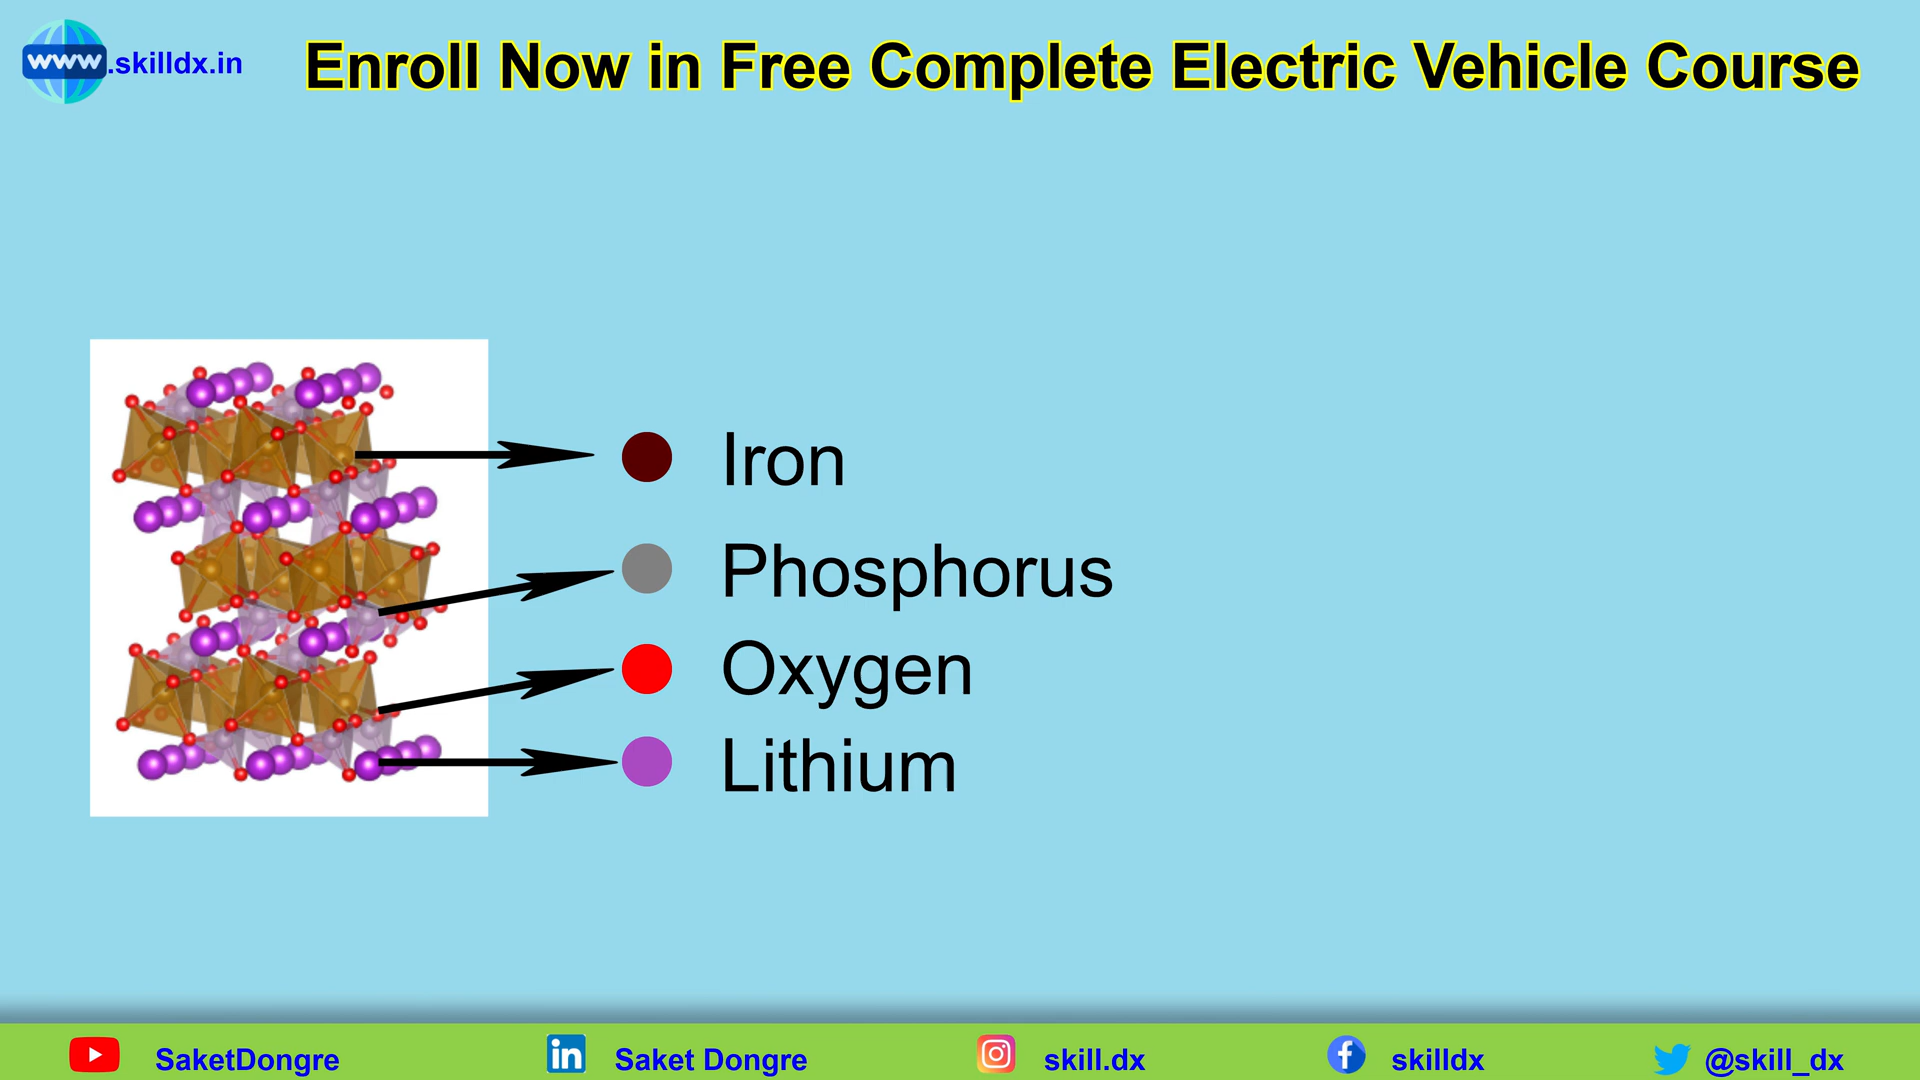 www.skilldx.in
Enroll Now in Free Complete Electric Vehicle Course
Iron
Phosphorus
Oxygen
Lithium
in
SaketDongre
Saket Dongre
skill.dx
skilldx
@skill_dx